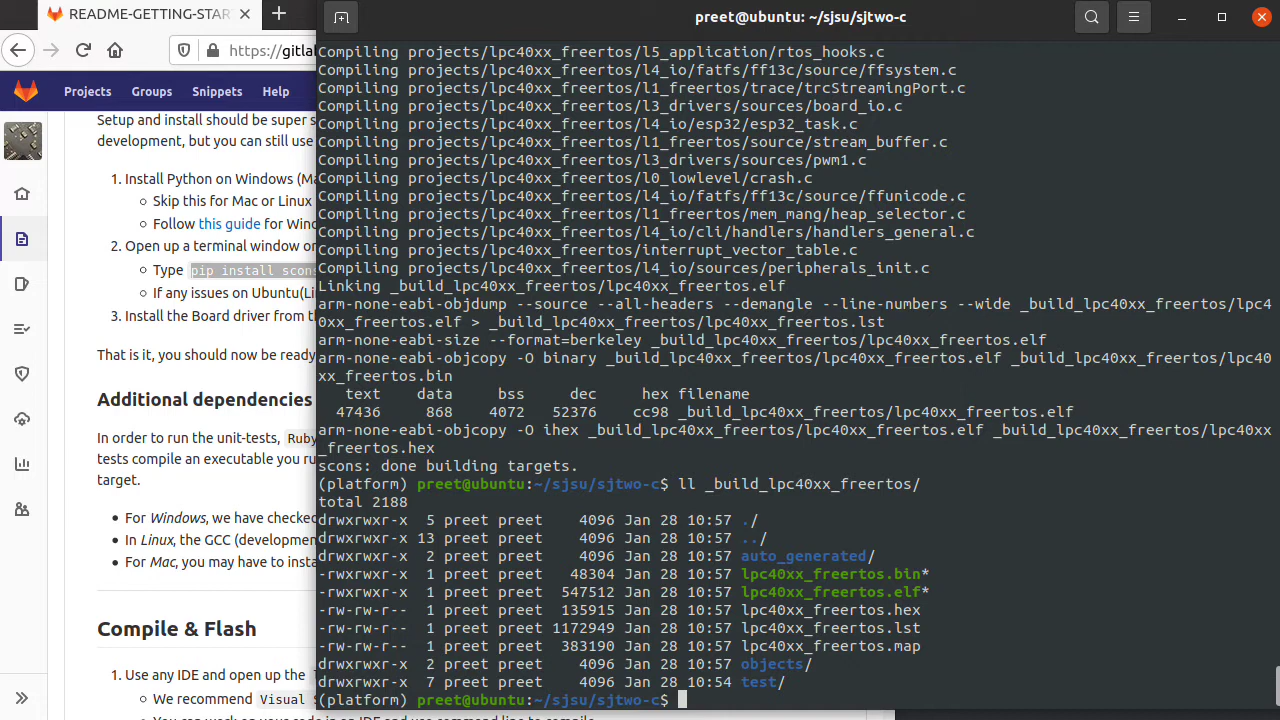 README-GETTING-START
preet@ubuntu: ~/sjsu/sjtwo-c
https://gitlab
Projects Groups Snippets Help
Setup and install should be super s
development, but you can still use
1. Install Python on Windows (Ma
Skip this for Mac or Linux
Follow this guide for Wind
2. Open up a terminal window or
Type pip install scons
If any issues on Ubuntu(Li
3. Install the Board driver from th
That is it, you should now be ready
Additional dependencies
In order to run the unit-tests, Ruby
tests compile an executable you ru
target.
For Windows, we have checked
In Linux, the GCC (developmen
For Mac, you may have to insta
Compile & Flash
1. Use any IDE and open up the
We recommend Visual S
You can work on your code in an IDE and use command line to compile
Compiling projects/lpc40xx_freertos/l5_application/rtos_hooks.c
Compiling projects/lpc40xx_freertos/l4_io/fatfs/ff13c/source/ffsystem.c
Compiling projects/lpc40xx_freertos/l1_freertos/trace/trcStreamingPort.c
Compiling projects/lpc40xx_freertos/l3_drivers/sources/board_io.c
Compiling projects/lpc40xx_freertos/l4_io/esp32/esp32_task.c
Compiling projects/lpc40xx_freertos/l1_freertos/source/stream_buffer.c
Compiling projects/lpc40xx_freertos/l3_drivers/sources/pwm1.c
Compiling projects/lpc40xx_freertos/l0_lowlevel/crash.c
Compiling projects/lpc40xx_freertos/l4_io/fatfs/ff13c/source/ffunicode.c
Compiling projects/lpc40xx_freertos/l1_freertos/mem_mang/heap_selector.c
Compiling projects/lpc40xx_freertos/l4_io/cli/handlers/handlers_general.c
Compiling projects/lpc40xx_freertos/interrupt_vector_table.c
Compiling projects/lpc40xx_freertos/l4_io/sources/peripherals_init.c
Linking _build_lpc40xx_freertos/lpc40xx_freertos.elf
arm-none-eabi-objdump --source --all-headers --demangle --line-numbers --wide _build_lpc40xx_freertos/lpc4
0xx_freertos.elf > _build_lpc40xx_freertos/lpc40xx_freertos.lst
arm-none-eabi-size --format=berkeley _build_lpc40xx_freertos/lpc40xx_freertos.elf
arm-none-eabi-objcopy -O binary _build_lpc40xx_freertos/lpc40xx_freertos.elf _build_lpc40xx_freertos/lpc40
xx_freertos.bin
text data bss dec hex filename
47436 868 4072 52376 cc98 _build_lpc40xx_freertos/lpc40xx_freertos.elf
arm-none-eabi-objcopy -O ihex _build_lpc40xx_freertos/lpc40xx_freertos.elf _build_lpc40xx_freertos/lpc40xx
_freertos.hex
scons: done building targets.
(platform) preet@ubuntu:~/sjsu/sjtwo-c$ ll _build_lpc40xx_freertos/
total 2188
drwxrwxr-x 5 preet preet 4096 Jan 28 10:57 ./
drwxrwxr-x 13 preet preet 4096 Jan 28 10:57 ../
drwxrwxr-x 2 preet preet 4096 Jan 28 10:57 auto_generated/
-rwxrwxr-x 1 preet preet 48304 Jan 28 10:57 lpc40xx_freertos.bin*
-rwxrwxr-x 1 preet preet 547512 Jan 28 10:57 lpc40xx_freertos.elf*
-rw-rw-r-- 1 preet preet 135915 Jan 28 10:57 lpc40xx_freertos.hex
-rw-rw-r-- 1 preet preet 1172949 Jan 28 10:57 lpc40xx_freertos.lst
-rw-rw-r-- 1 preet preet 383190 Jan 28 10:57 lpc40xx_freertos.map
drwxrwxr-x 2 preet preet 4096 Jan 28 10:57 objects/
drwxrwxr-x 7 preet preet 4096 Jan 28 10:54 test/
(platform) preet@ubuntu:~/sjsu/sjtwo-c$